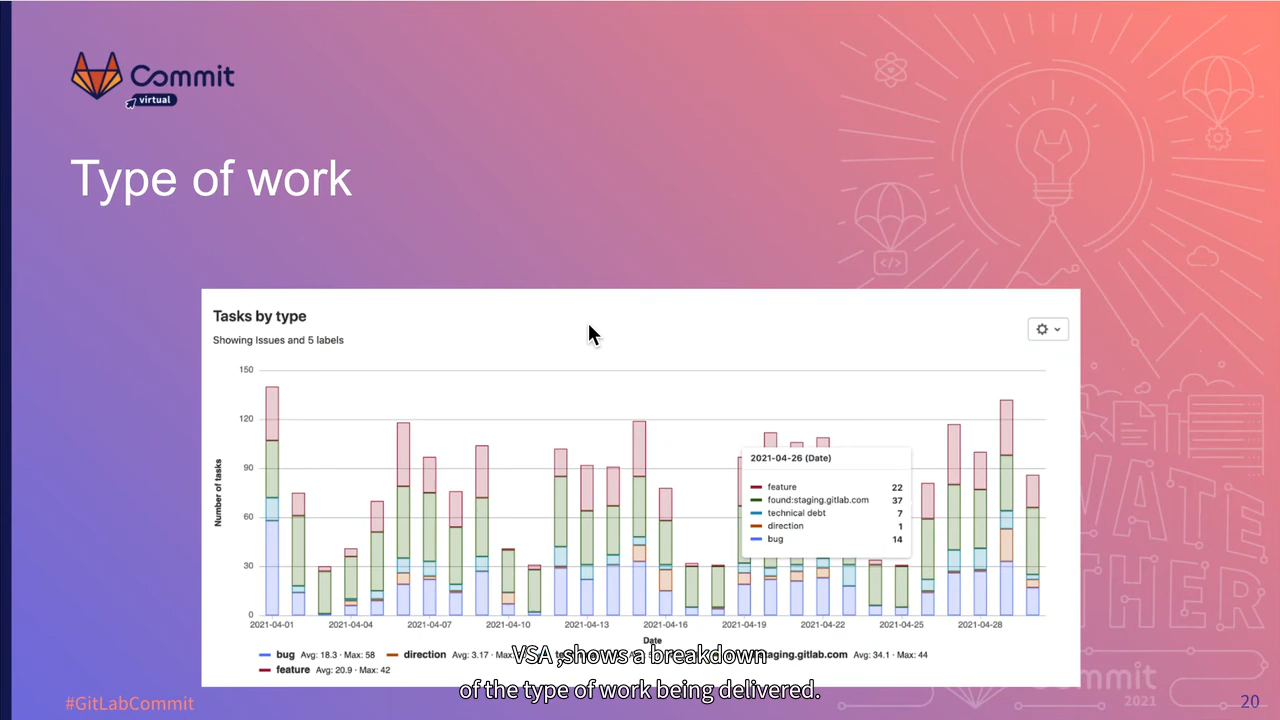 Commit
virtual
Type of work
Tasks by type
Showing Issues and 5 labels
150
120
90
60
30
0
Number of tasks
2021-04-26 (Date)
feature 22
found:staging.gitlab.com 37
technical debt 7
direction 1
bug 14
2021-04-01 2021-04-04 2021-04-07 2021-04-10 2021-04-13 2021-04-16 2021-04-19 2021-04-22 2021-04-25 2021-04-28
Date
bug Avg: 18.3 · Max: 58 direction Avg: 3.17 · Max: aging.gitlab.com Avg: 34.1 · Max: 44
feature Avg: 20.9 · Max: 42
VSA ,shows a breakdown
of the type of work being delivered.
#GitLabCommit
Commit
2021
20